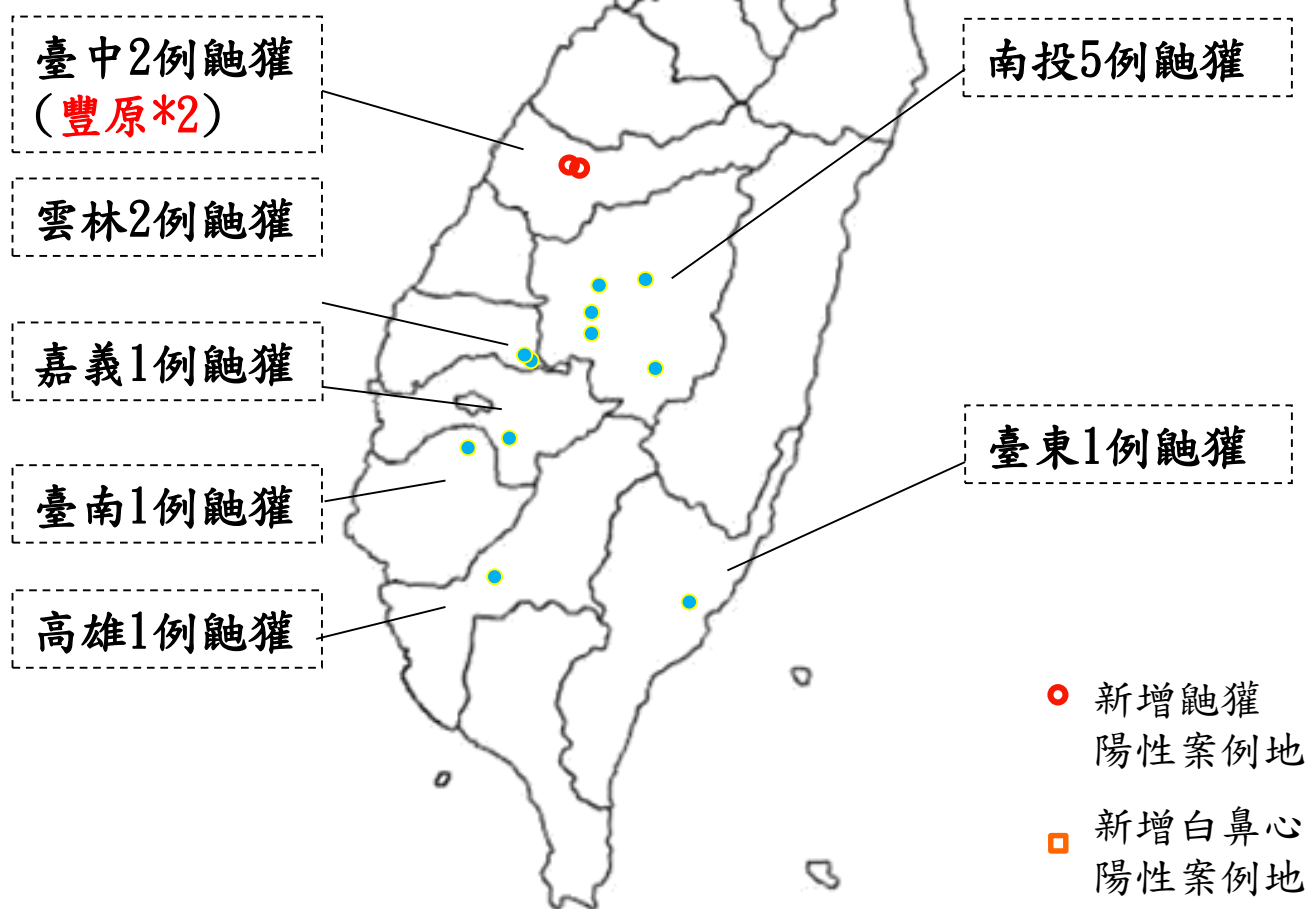 臺中2例鼬獾
(豐原*2)
雲林2例鼬獾
嘉義1例鼬獾
臺南1例鼬獾
高雄1例鼬獾
南投5例鼬獾
臺東1例鼬獾
新增鼬獾
陽性案例地
新增白鼻心
陽性案例地